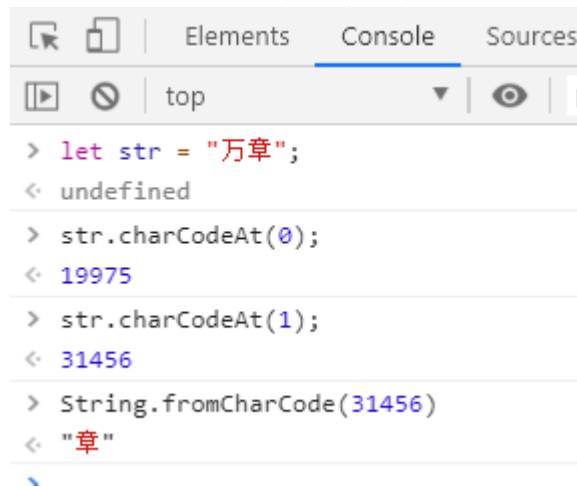 Elements Console Sources
top
> let str = "万章";
undefined
> str.charCodeAt(0);
19975
> str.charCodeAt(1);
31456
> String.fromCharCode(31456)
"章"
>